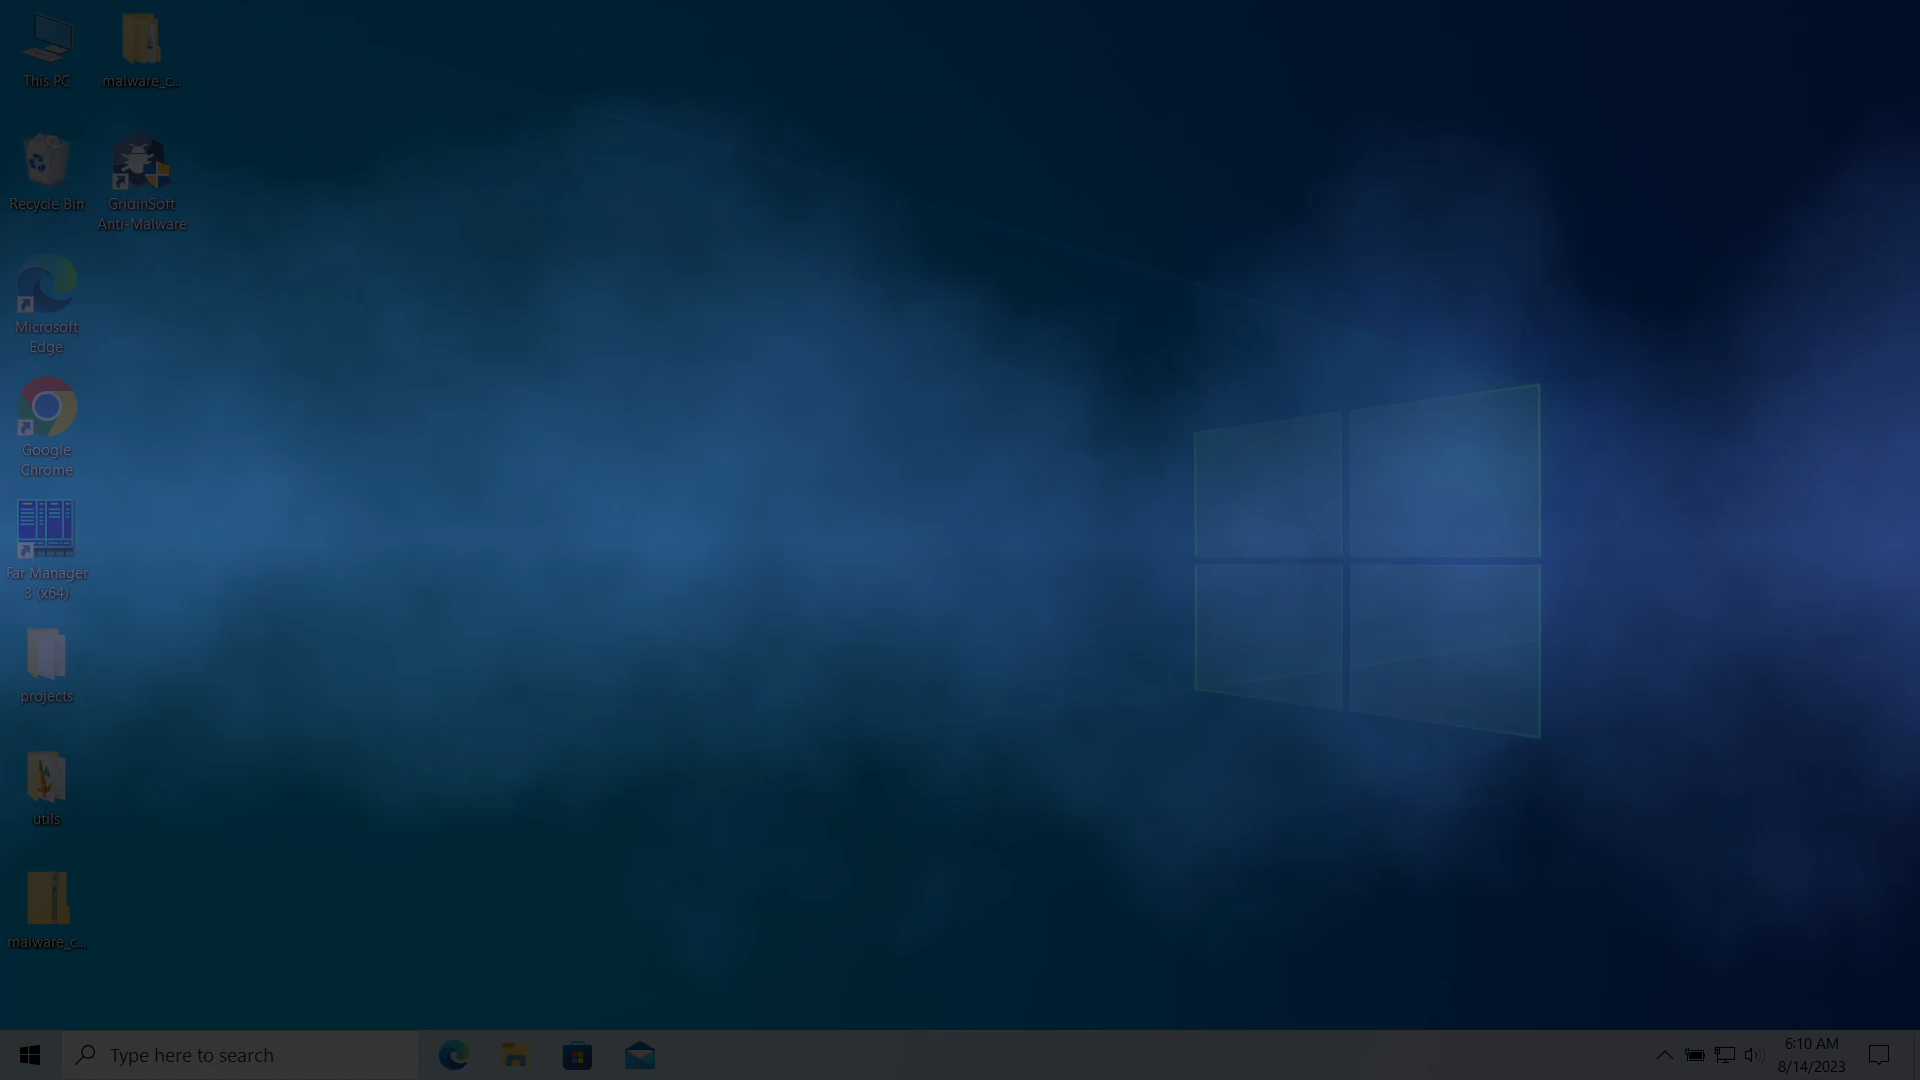 This PC
malware_c...
Recycle Bin
GridinSoft
Anti-Malware
Microsoft
Edge
Google
Chrome
Far Manager
3 (x64)
projects
utils
malware_c...
Type here to search
6:10 AM
8/14/2023